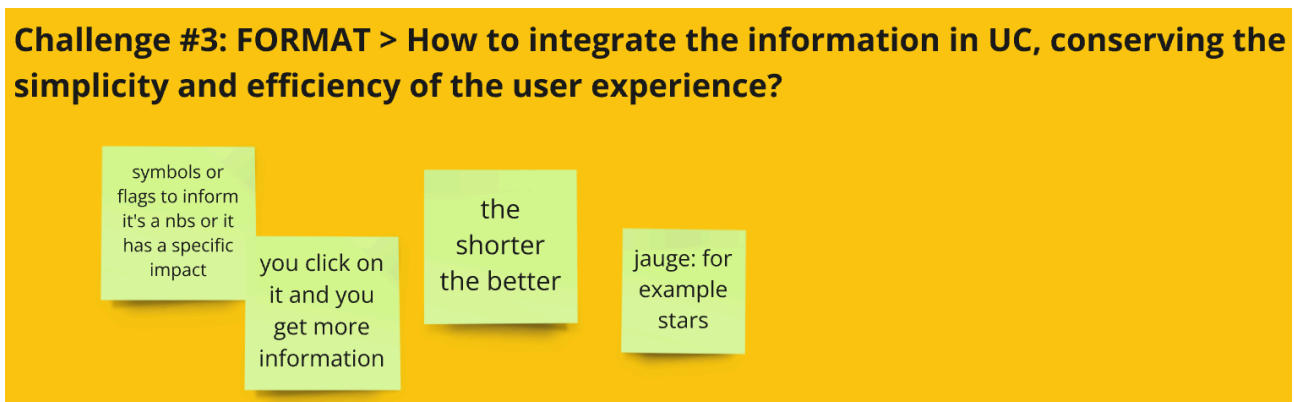 Challenge #3: FORMAT > How to integrate the information in UC, conserving the
simplicity and efficiency of the user experience?
symbols or
flags to inform
it's a nbs or it
has a specific
impact
you click on
it and you
get more
information
the
shorter
the better
jauge: for
example
stars